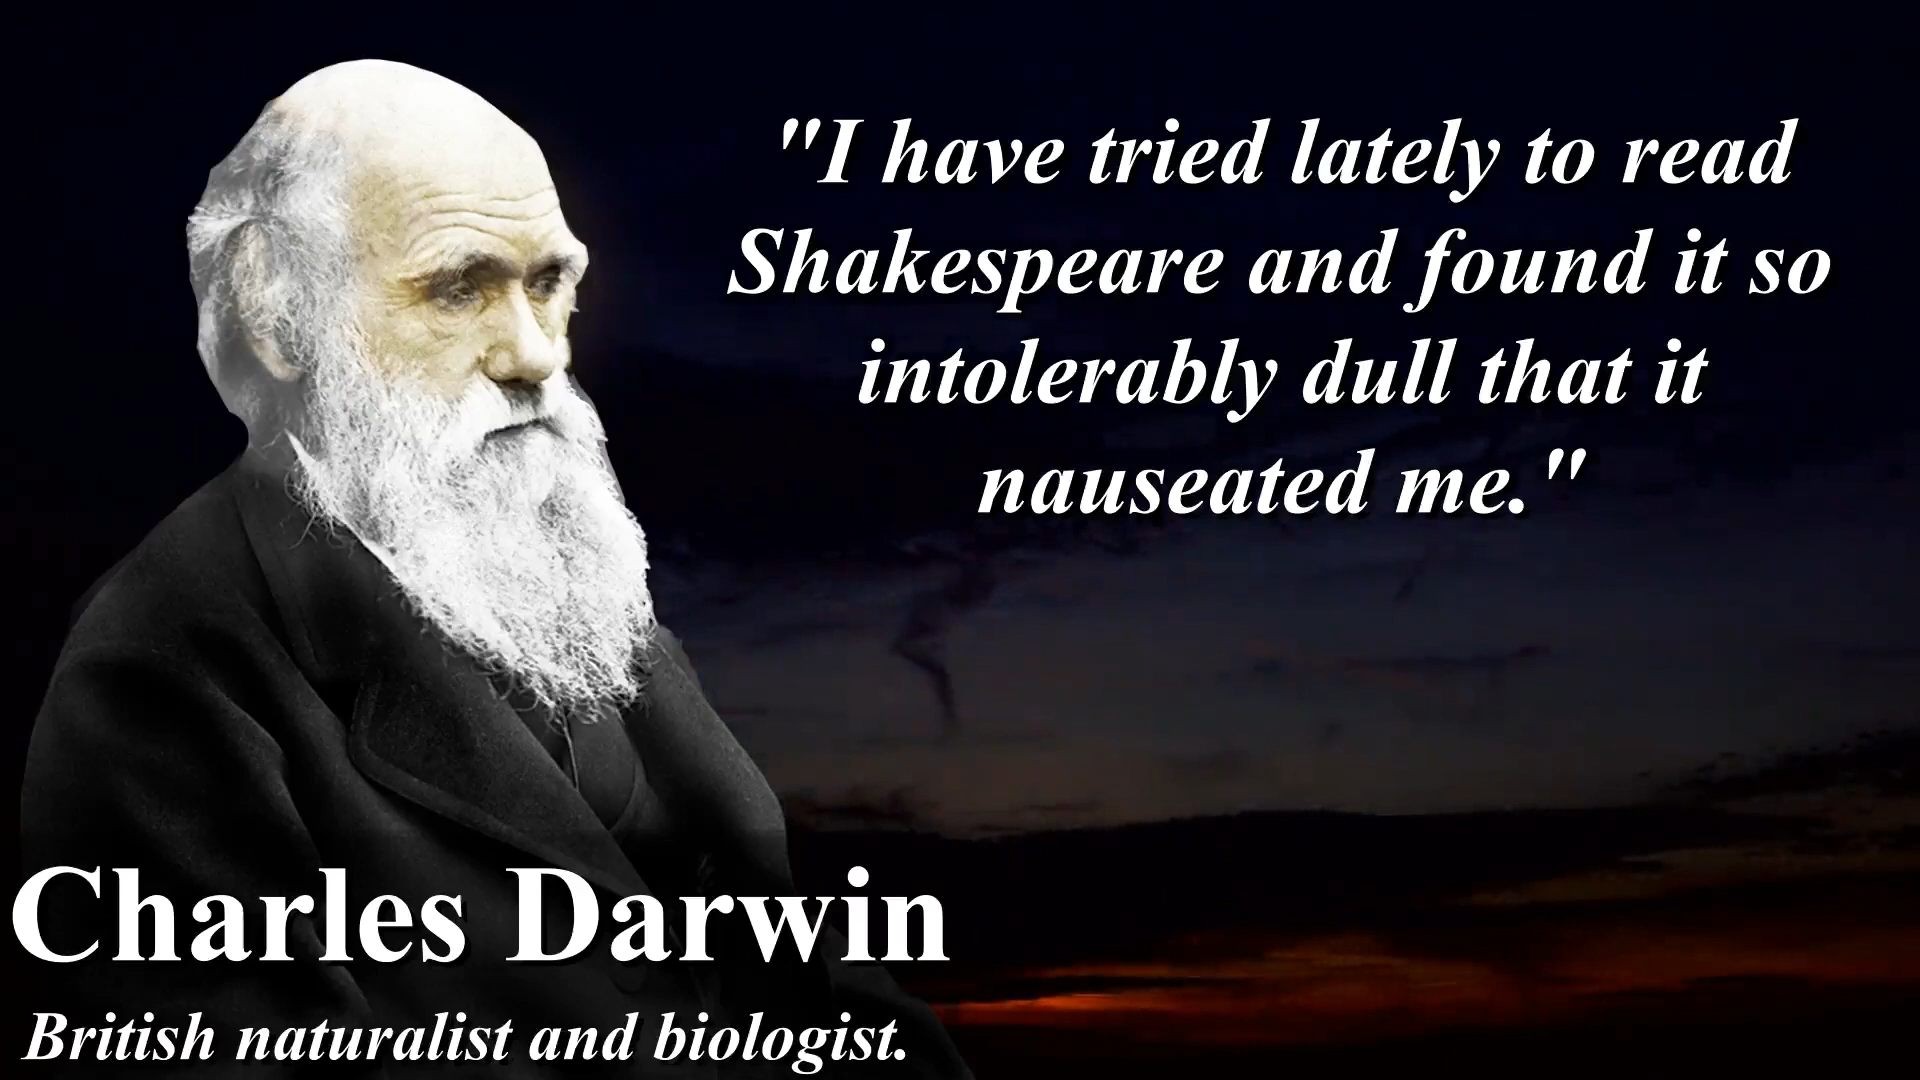 "I have tried lately to read
Shakespeare and found it so
intolerably dull that it
nauseated me."
Charles Darwin
British naturalist and biologist.